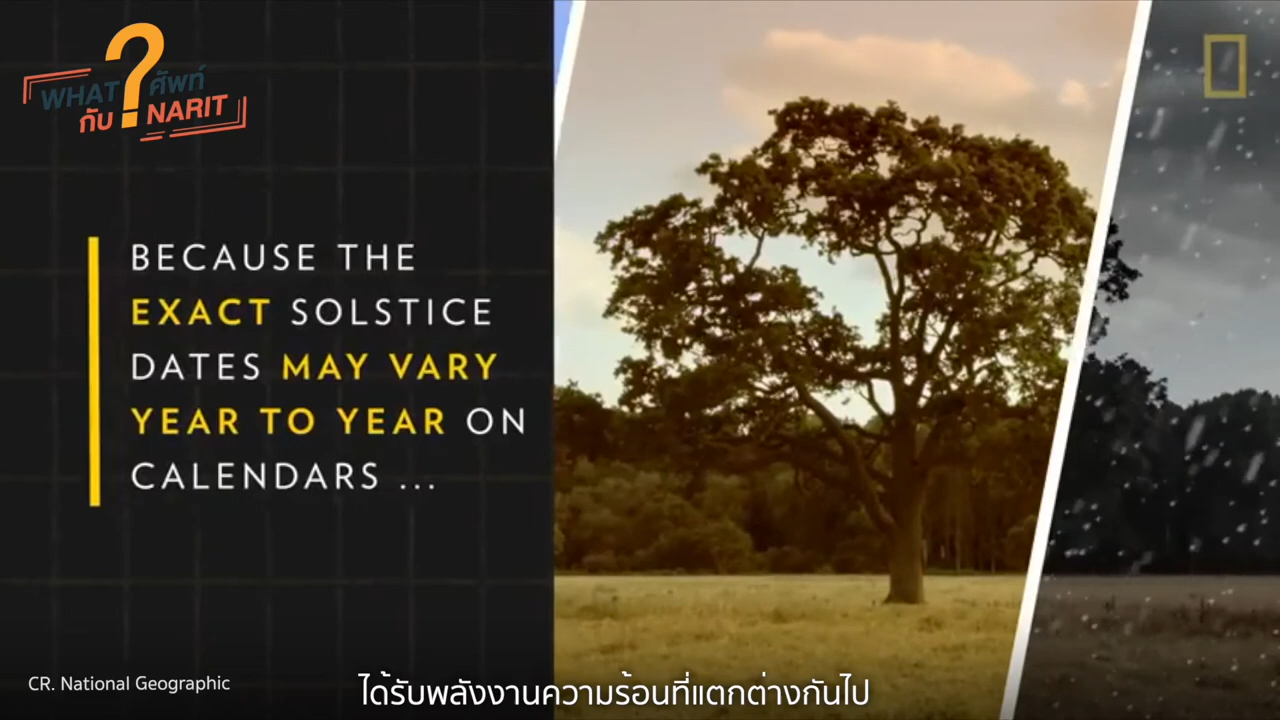 WHAT ? ศัพท์
กับ NARIT
BECAUSE THE
EXACT SOLSTICE
DATES MAY VARY
YEAR TO YEAR ON
CALENDARS ...
CR. National Geographic
ได้รับพลังงานความร้อนที่แตกต่างกันไป